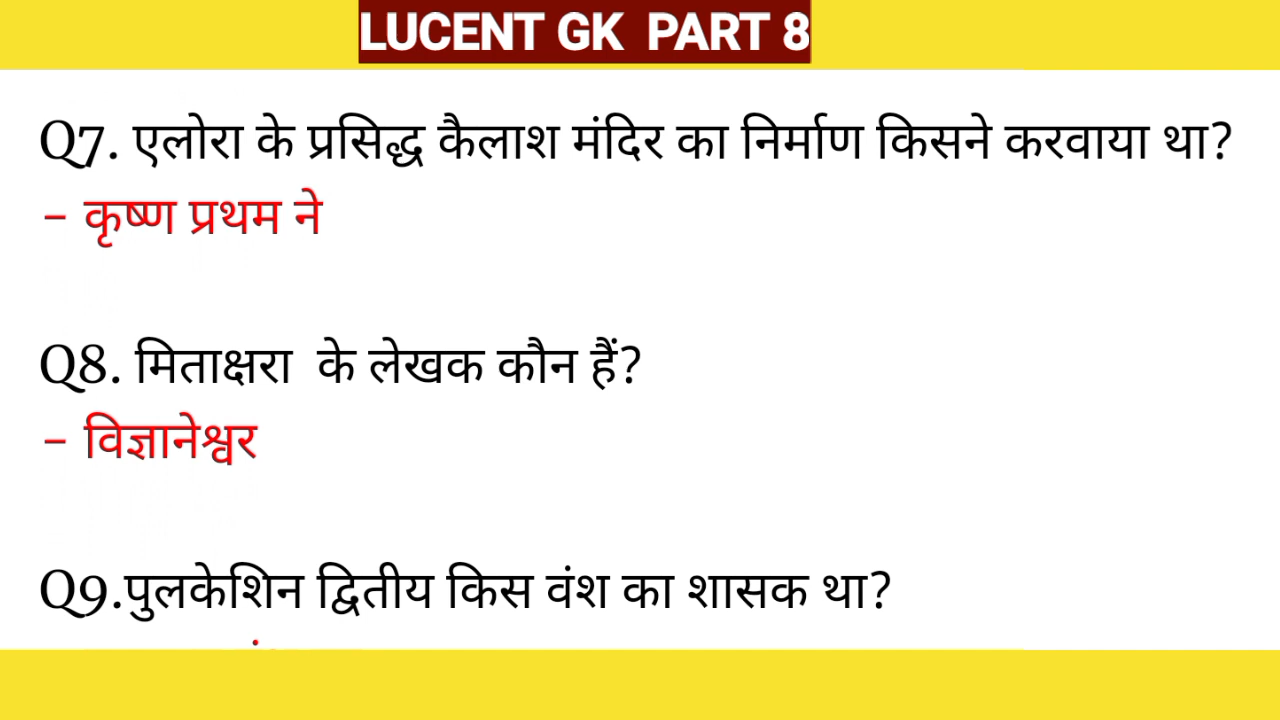 LUCENT GK PART 8
Q7. एलोरा के प्रसिद्ध कैलाश मंदिर का निर्माण किसने करवाया था?
- कृष्ण प्रथम ने
Q8. मिताक्षरा के लेखक कौन हैं?
- विज्ञानेश्वर
Q9.पुलकेशिन द्वितीय किस वंश का शासक था?